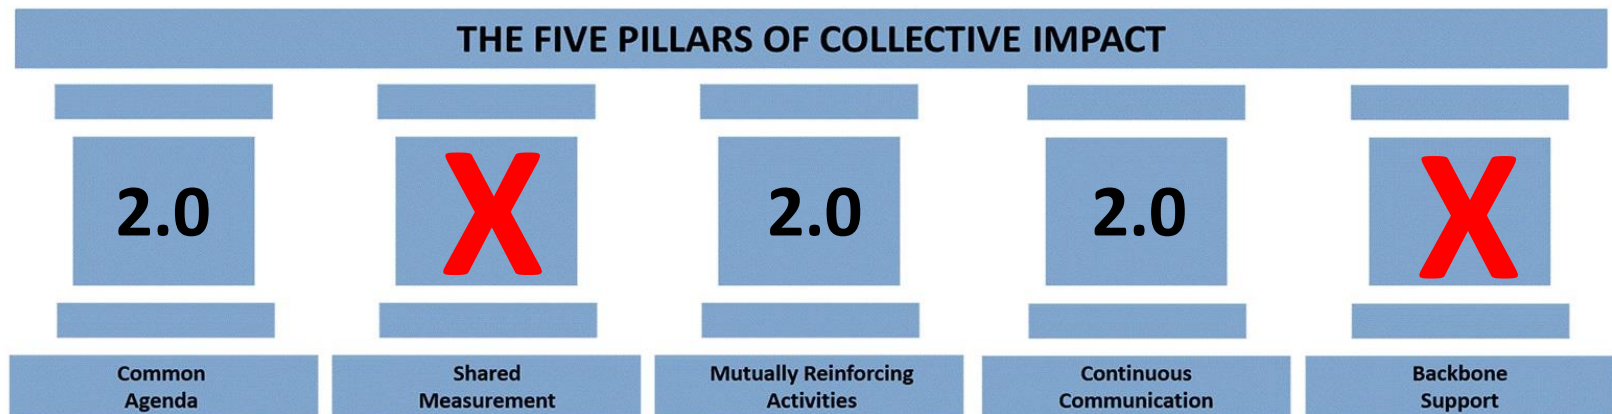 THE FIVE PILLARS OF COLLECTIVE IMPACT
2.0
X
2.0
2.0
X
Common
Agenda
Shared
Measurement
Mutually Reinforcing
Activities
Continuous
Communication
Backbone
Support